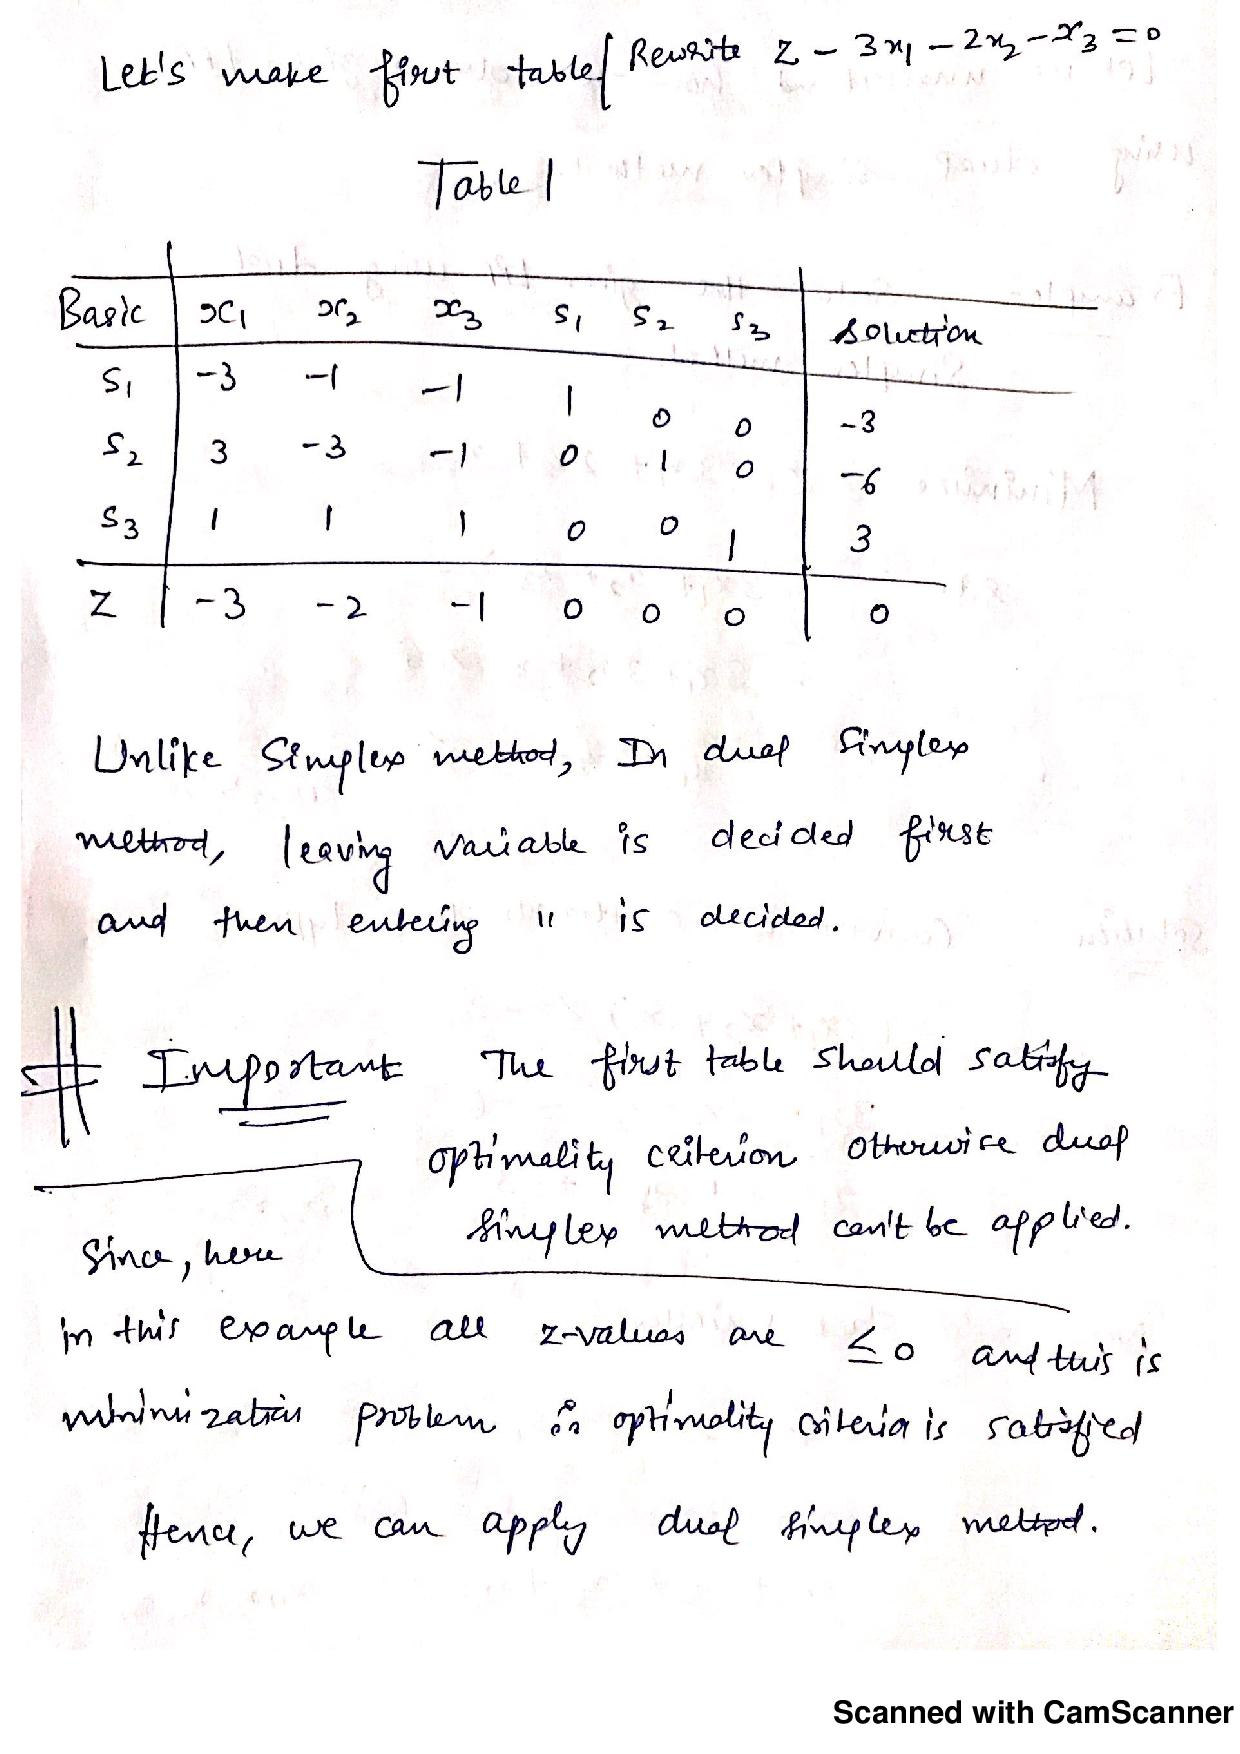 Let's make first table/ Rewrite z - 3x₁ - 2x₂ - x₃ = 0
Table 1
Basic x₁ x₂ x₃ s₁ s₂ s₃ solution
s₁ -3 -1 -1 1 0 0 -3
s₂ 3 -3 -1 0 1 0 -6
s₃ 1 1 1 0 0 1 3
z -3 -2 -1 0 0 0 0
Unlike Simplex method, In dual simplex
method, leaving variable is decided first
and then entering " is decided.
# Important The first table should satisfy
optimality criterion otherwise dual
simplex method can't be applied.
Since, here
in this example all z-values are ≤ 0 and this is
minimization problem ∴ optimality criteria is satisfied
Hence, we can apply dual simplex method.
Scanned with CamScanner